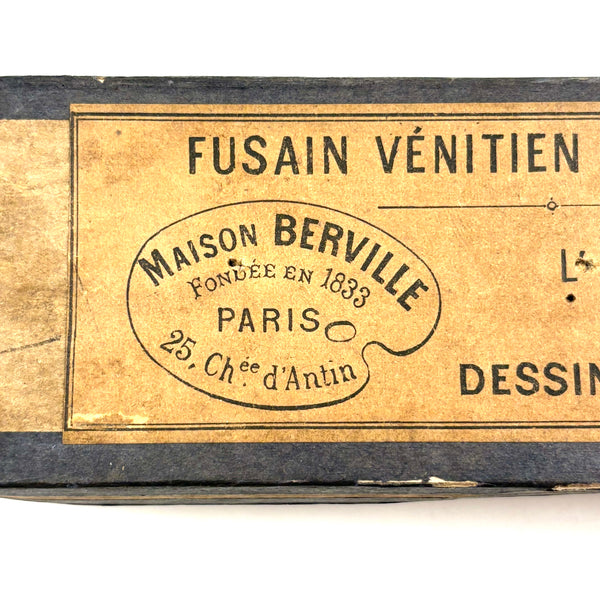 FUSAIN VÉNITIEN
MAISON BERVILLE
FONDÉE EN 1833
PARIS
25, Chée d'Antin
L'
DESSIN